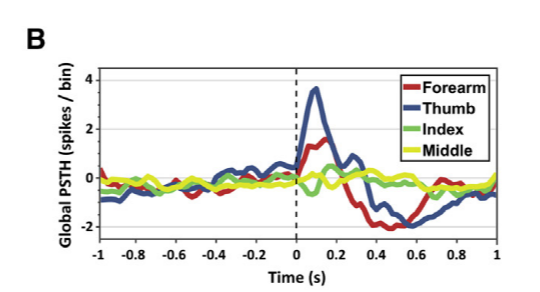 B
Global PSTH (spikes / bin)
4
2
0
-2
Forearm
Thumb
Index
Middle
-1 -0.8 -0.6 -0.4 -0.2 0 0.2 0.4 0.6 0.8 1
Time (s)